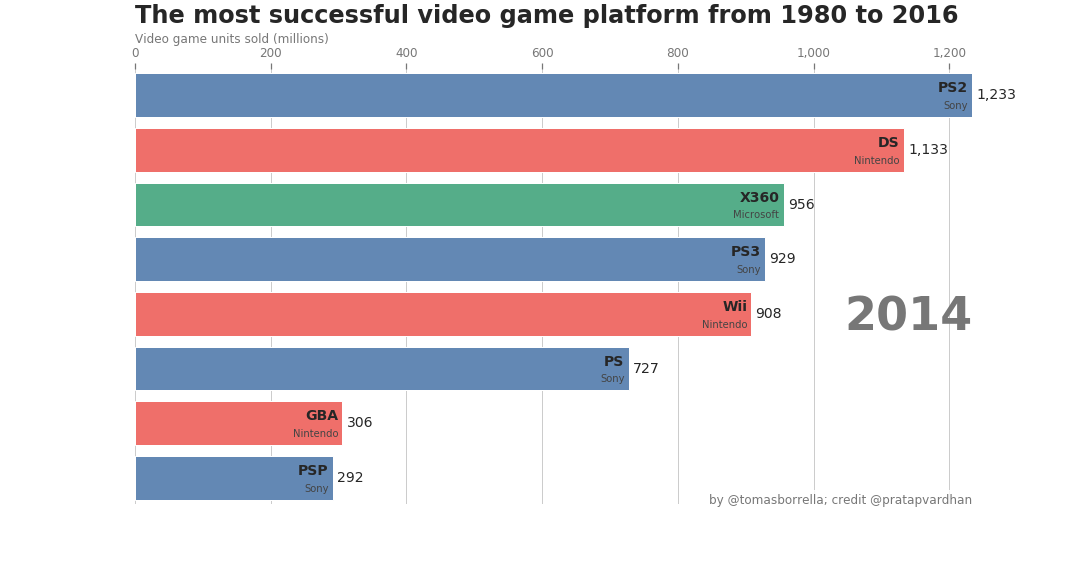 The most successful video game platform from 1980 to 2016
Video game units sold (millions)
0 200 400 600 800 1,000 1,200
PS2
Sony
1,233
DS
Nintendo
1,133
X360
Microsoft
956
PS3
Sony
929
Wii
Nintendo
908
2014
PS
Sony
727
GBA
Nintendo
306
PSP
Sony
292
by @tomasborrella; credit @pratapvardhan